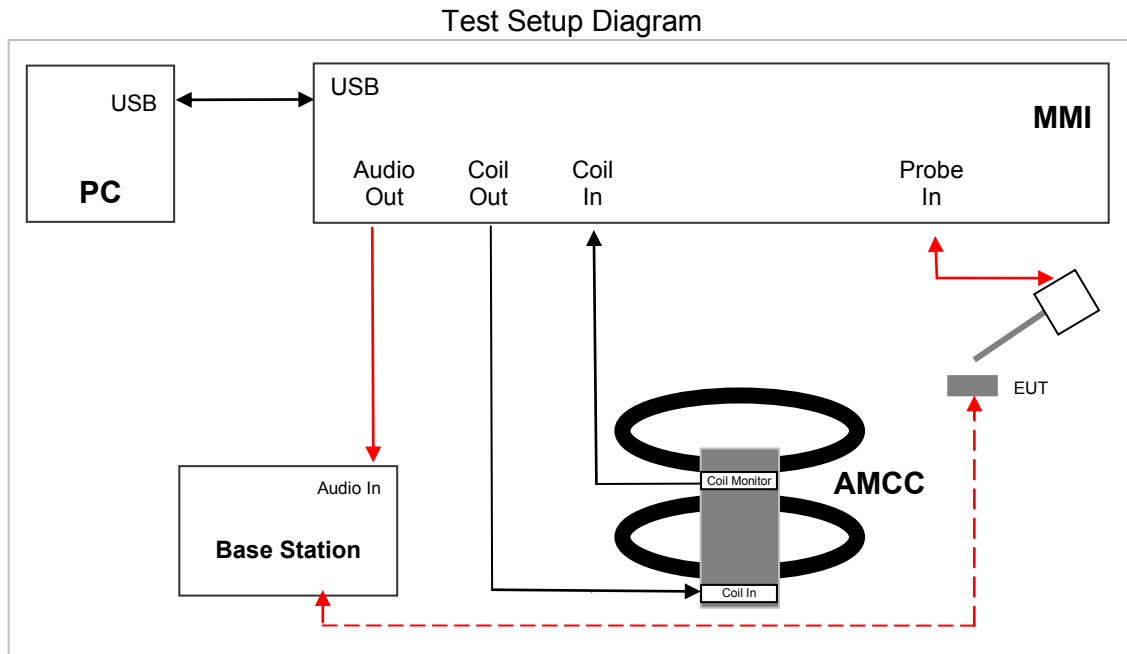 Test Setup Diagram
USB
PC
USB
MMI
Audio
Out
Coil
Out
Coil
In
Probe
In
EUT
Coil Monitor
AMCC
Coil In
Audio In
Base Station